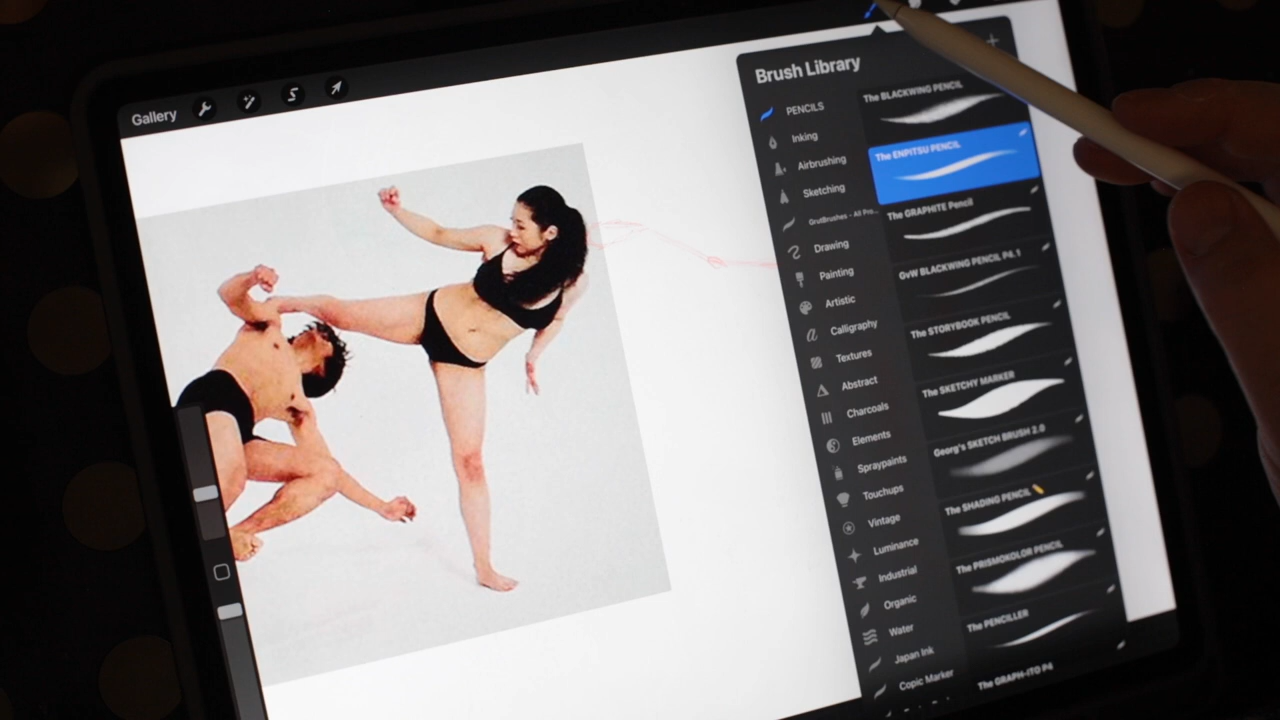 Gallery
Brush Library
PENCILS
Inking
Airbrushing
Sketching
GrutBrushes - All Pro...
Drawing
Painting
Artistic
Calligraphy
Textures
Abstract
Charcoals
Elements
Spraypaints
Touchups
Vintage
Luminance
Industrial
Organic
Water
Japan Ink
Copic Marker
The BLACKWING PENCIL
The ENPITSU PENCIL
The GRAPHITE Pencil
GvW BLACKWING PENCIL P4.1
The STORYBOOK PENCIL
The SKETCHY MARKER
Georg's SKETCH BRUSH 2.0
The SHADING PENCIL ✏️
The PRISMOKOLOR PENCIL
The PENCILLER
The GRAPH-ITO P4